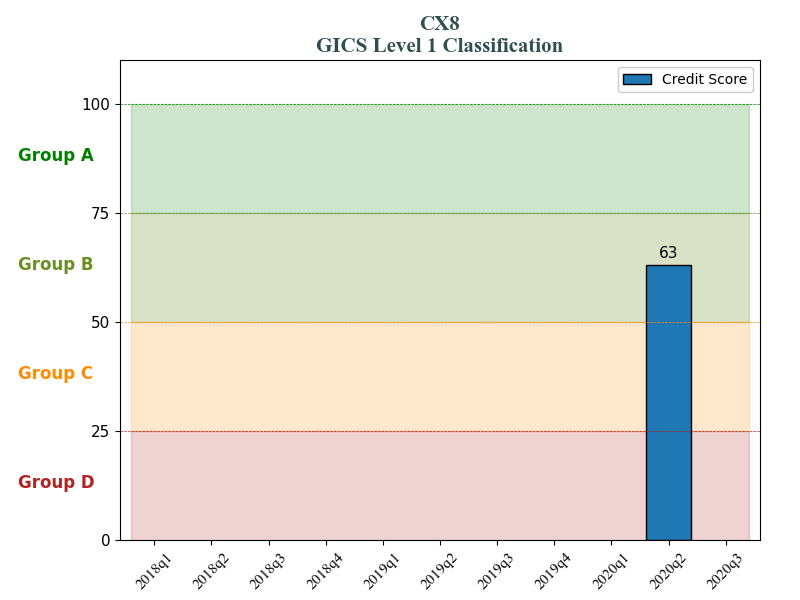 CX8
GICS Level 1 Classification
Credit Score
100
Group A
75
Group B
63
50
Group C
25
Group D
0
2018q1
2018q2
2018q3
2018q4
2019q1
2019q2
2019q3
2019q4
2020q1
2020q2
2020q3